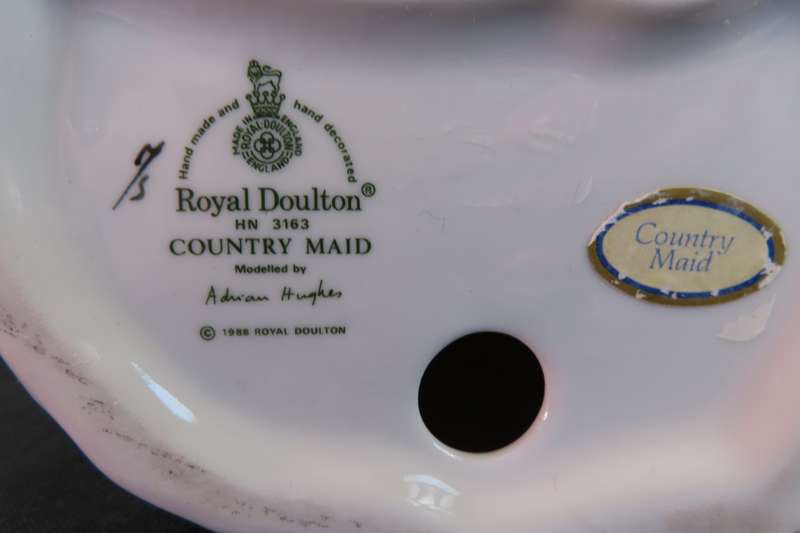 Hand made and hand decorated
MADE IN ENGLAND
ROYAL DOULTON
ENGLAND
Royal Doulton®
HN 3163
COUNTRY MAID
Modelled by
Adrian Hughes
© 1988 ROYAL DOULTON
Country
Maid